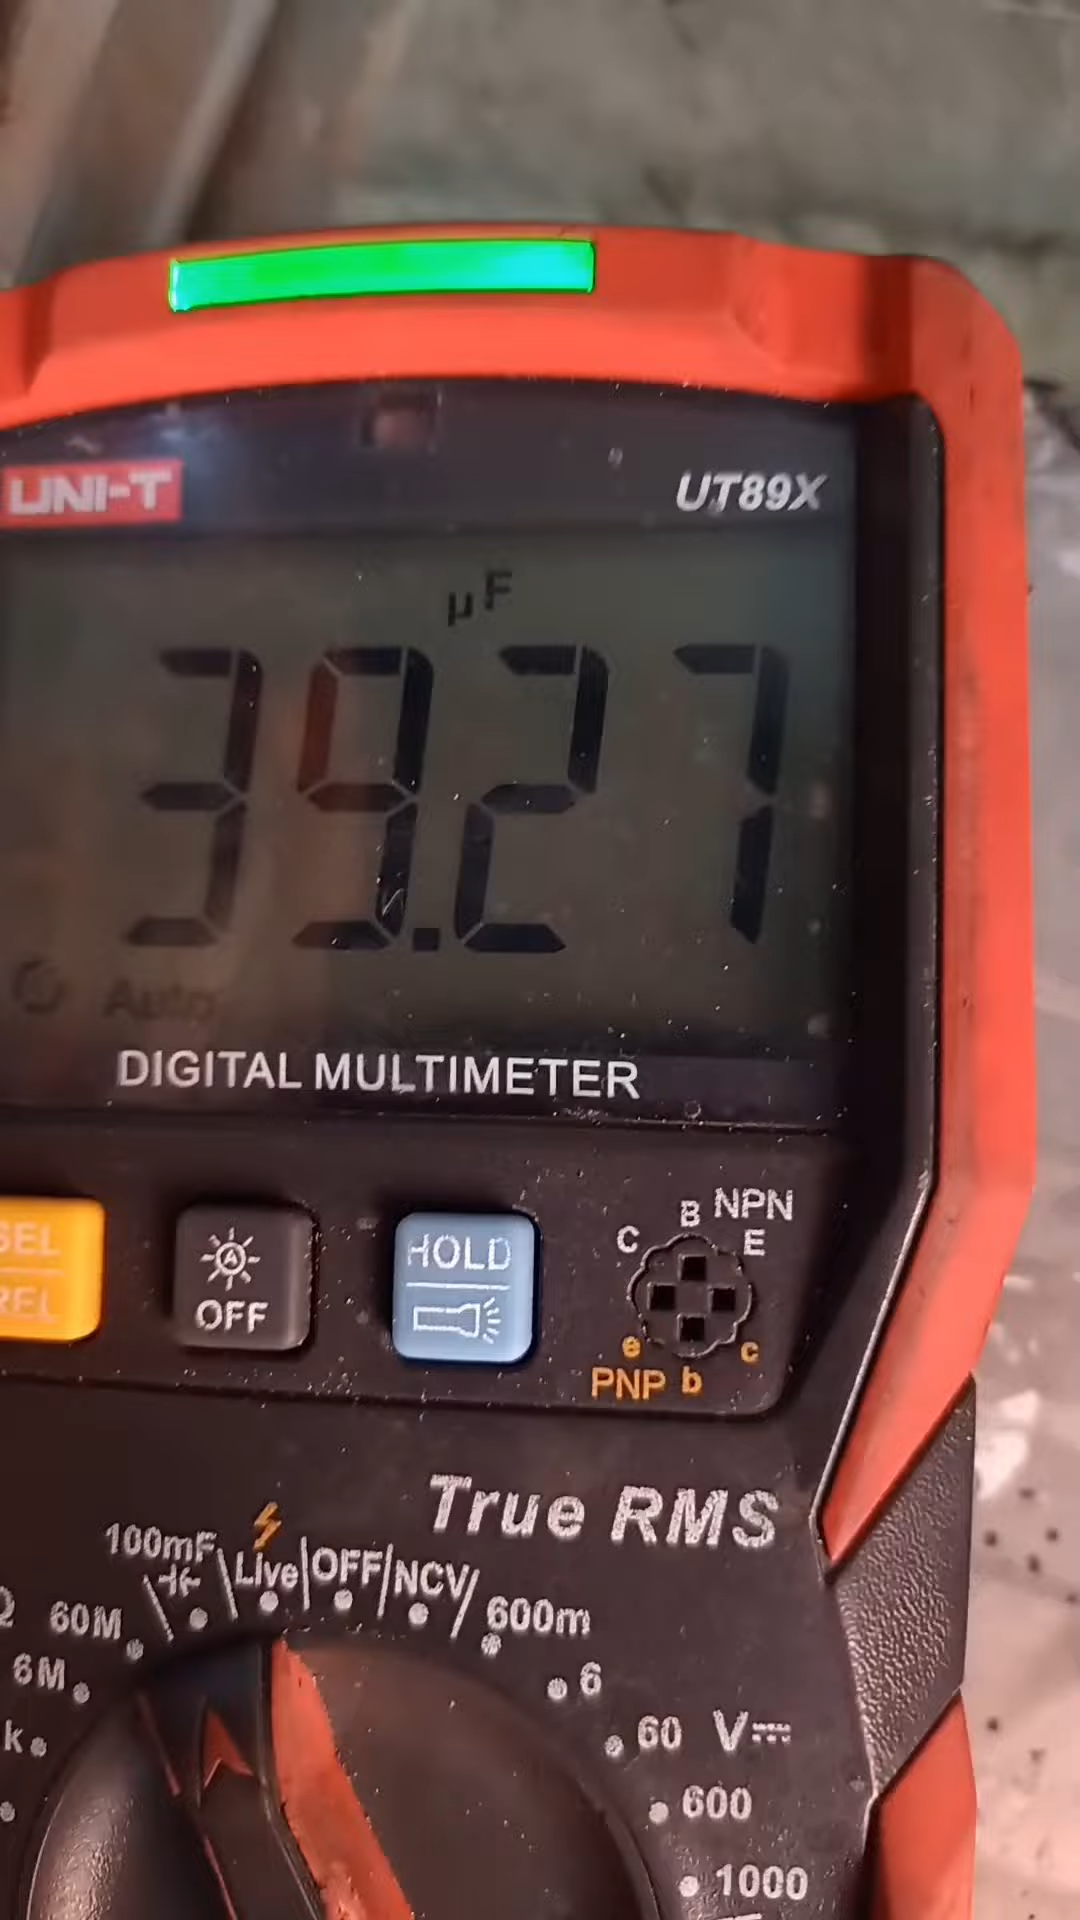 UNI-T
UT89X
µF
39.27
Auto
DIGITAL MULTIMETER
SEL
REL
OFF
HOLD
B NPN
C E
e c
PNP b
True RMS
100mF Live OFF NCV 600m
60M
6M
k
6
60 V
600
1000